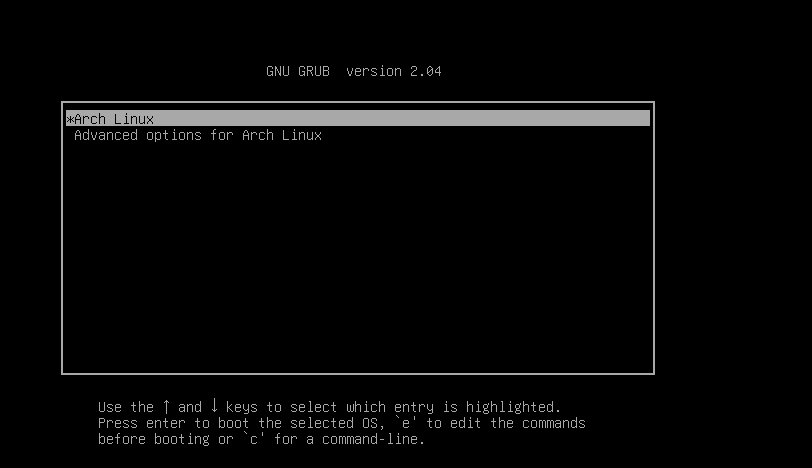 GNU GRUB  version 2.04
*Arch Linux
Advanced options for Arch Linux
Use the ↑ and ↓ keys to select which entry is highlighted.
Press enter to boot the selected OS, `e' to edit the commands
before booting or `c' for a command-line.